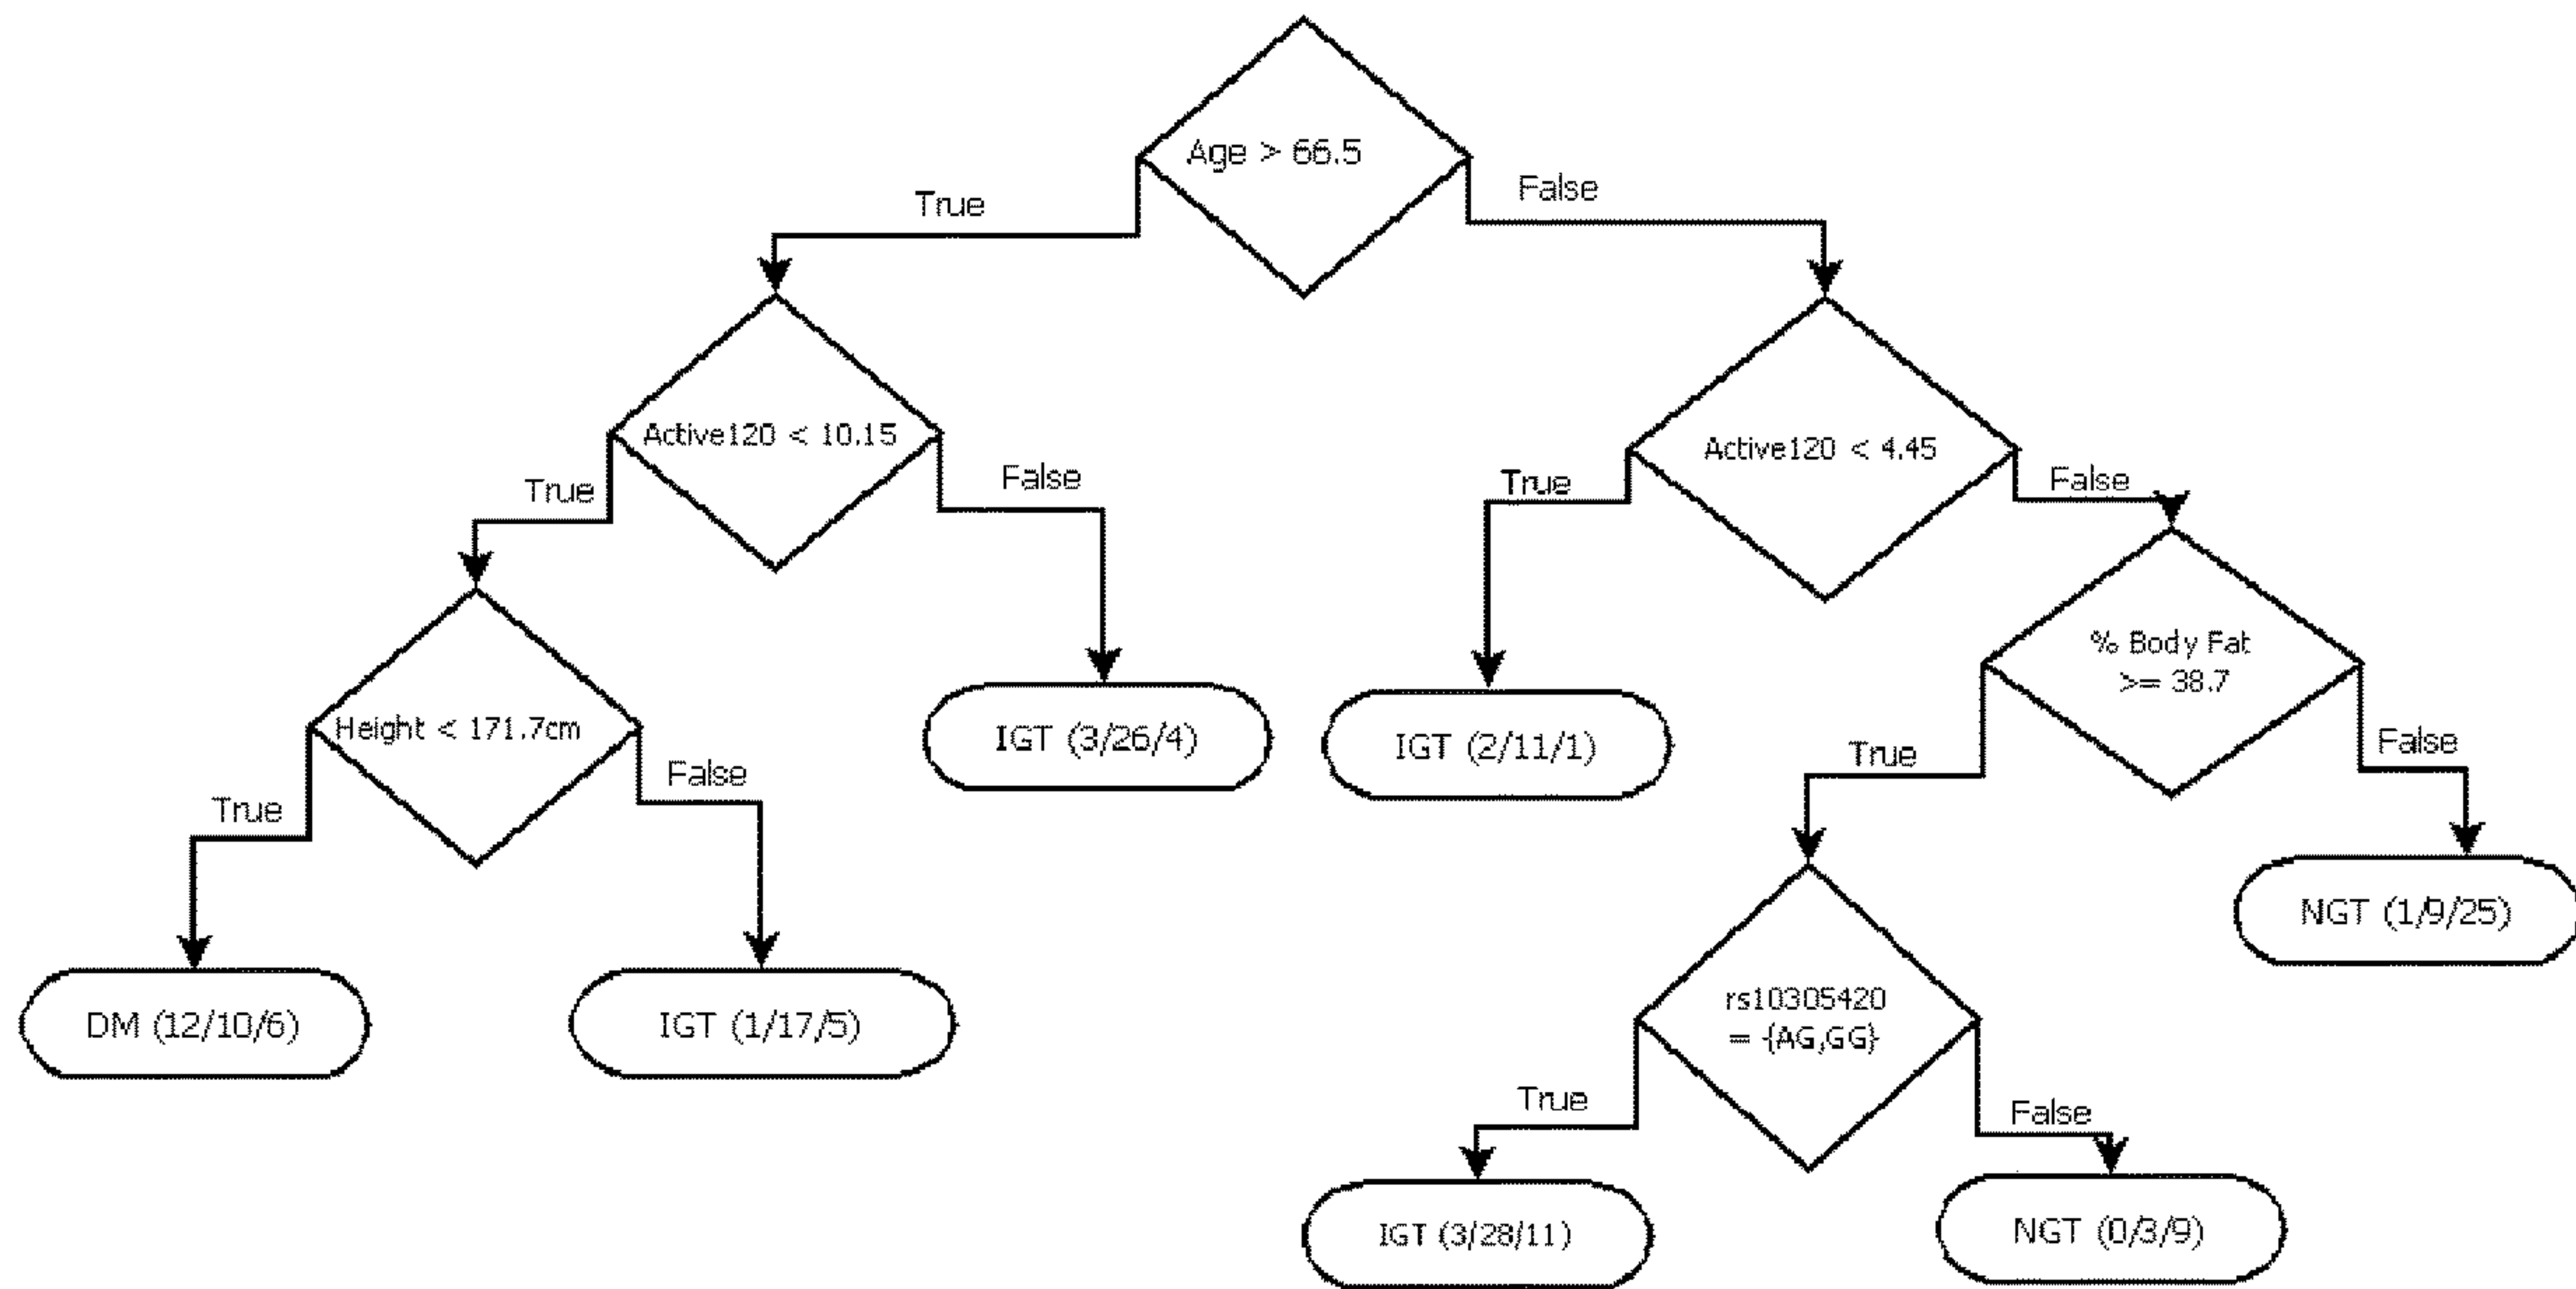 Age > 66.5
True
False
Active120 < 10.15
Active120 < 4.45
True
False
True
False
Height < 171.7cm
IGT (3/26/4)
IGT (2/11/1)
% Body Fat
>= 38.7
True
False
True
False
DM (12/10/6)
IGT (1/17/5)
rs10305420
= {AG,GG}
NGT (1/9/25)
True
False
IGT (3/28/11)
NGT (0/3/9)